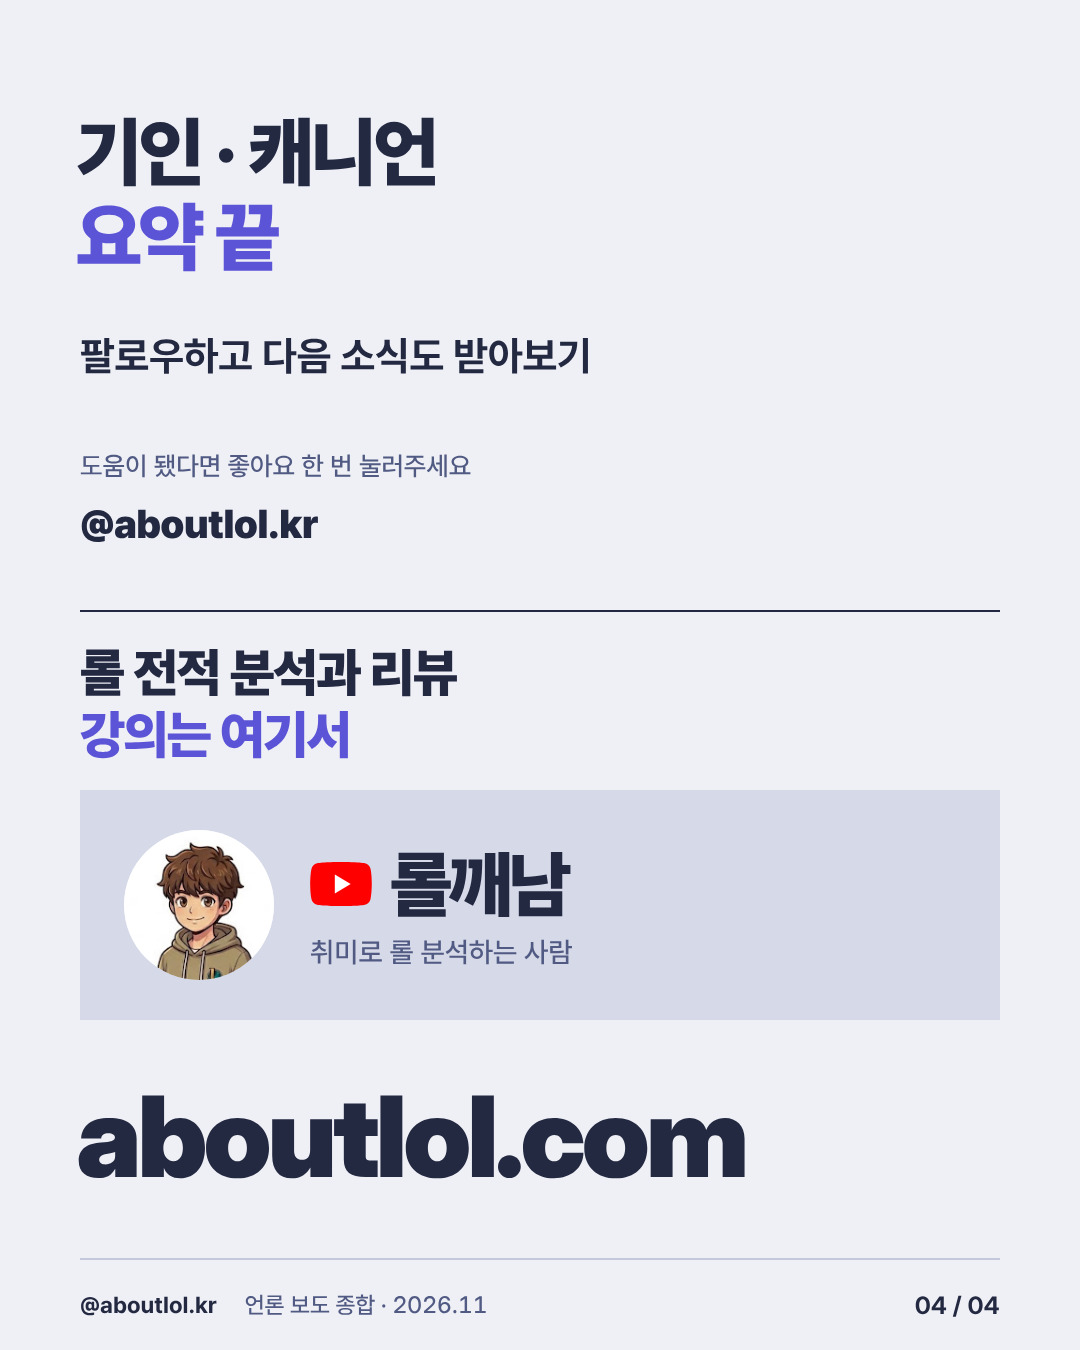 기인 · 캐니언
요약 끝
팔로우하고 다음 소식도 받아보기
도움이 됐다면 좋아요 한 번 눌러주세요
@aboutlol.kr
롤 전적 분석과 리뷰
강의는 여기서
롤깨남
취미로 롤 분석하는 사람
aboutlol.com
@aboutlol.kr 언론 보도 종합 · 2026.11 04 / 04